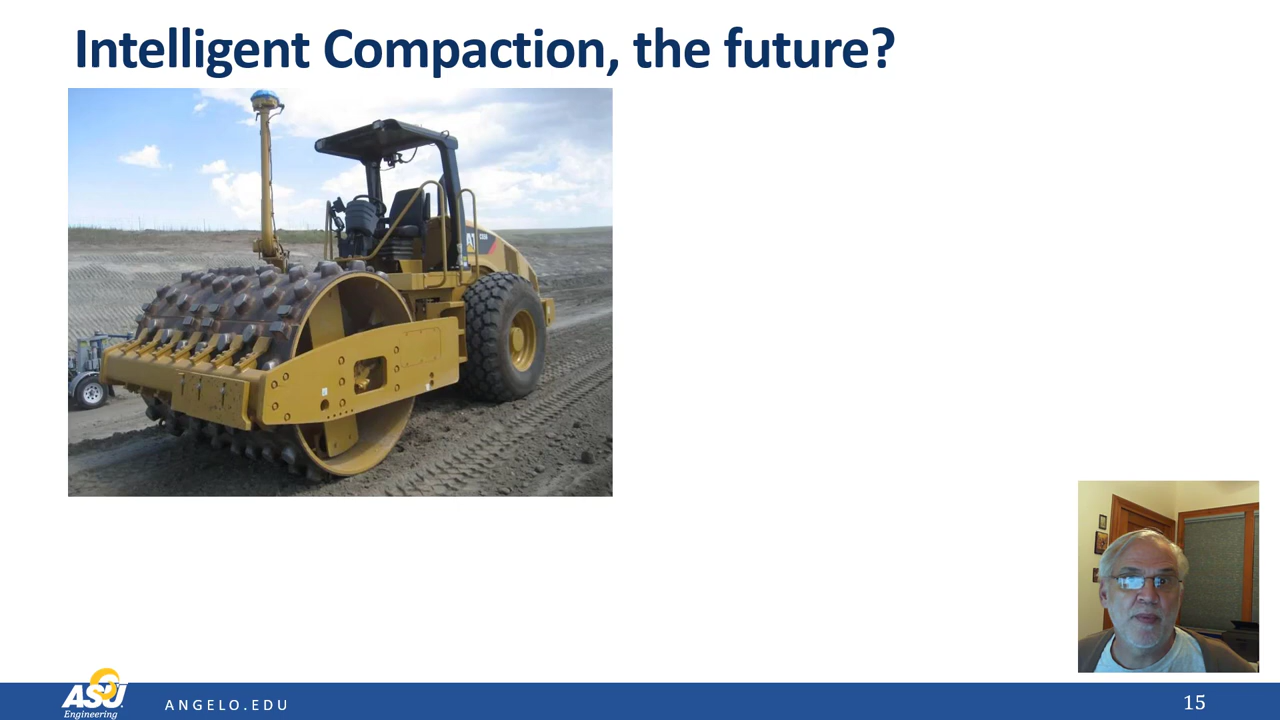 Intelligent Compaction, the future?
ASU
Engineering
ANGELO.EDU
15